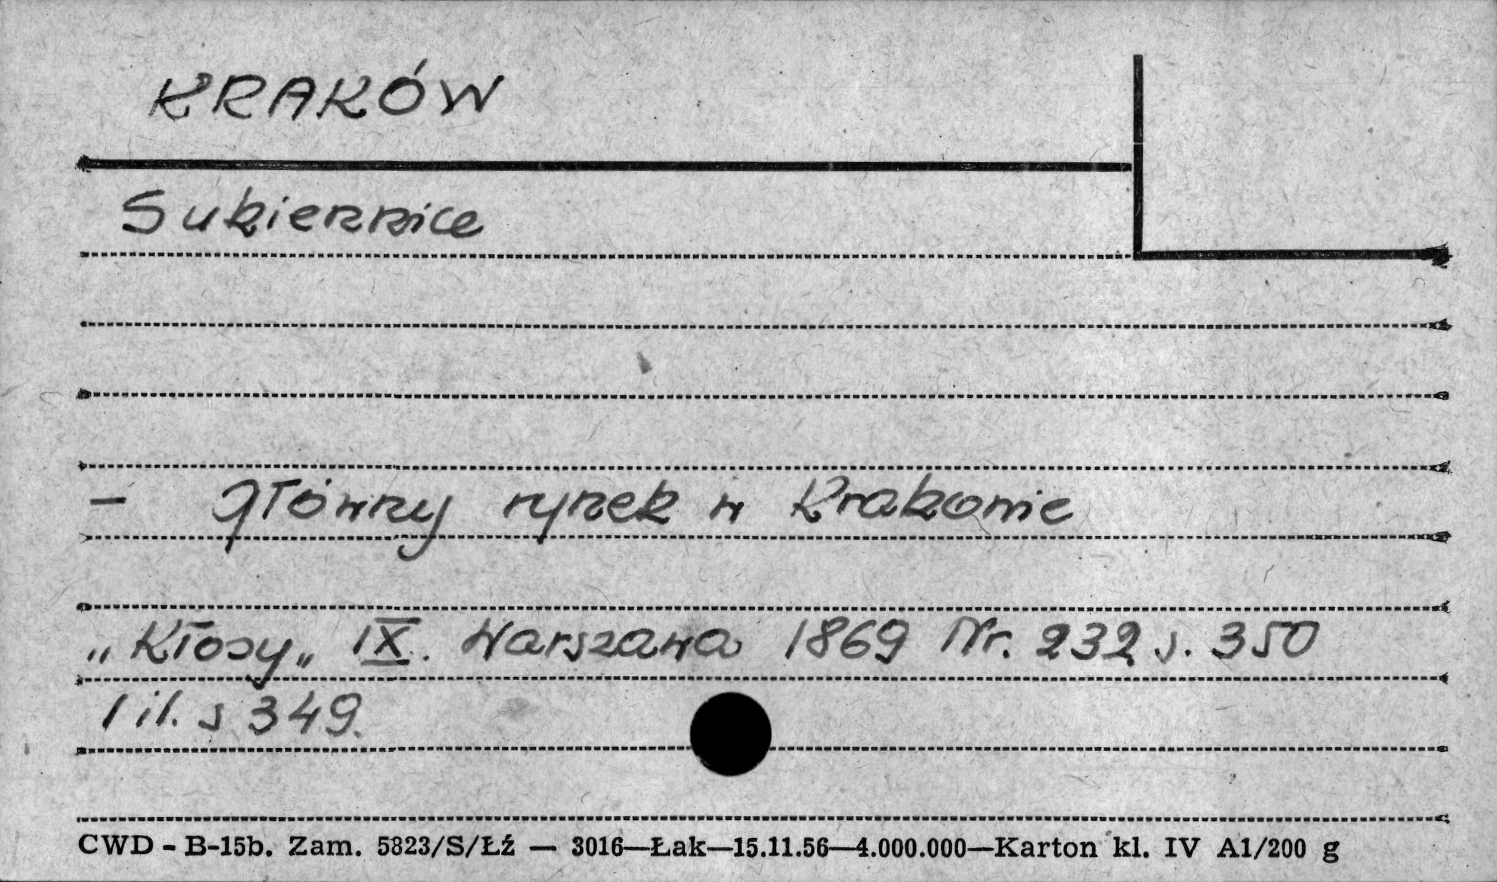 KRAKÓW
Sukiennice
– główny rynek w Krakowie
„Kłosy„ IX. Warszawa 1869 Nr. 232 s. 350
1 il. s 349.
CWD - B-15b. Zam. 5823/S/Łź — 3016—Łak—15.11.56—4.000.000—Karton kl. IV A1/200 g